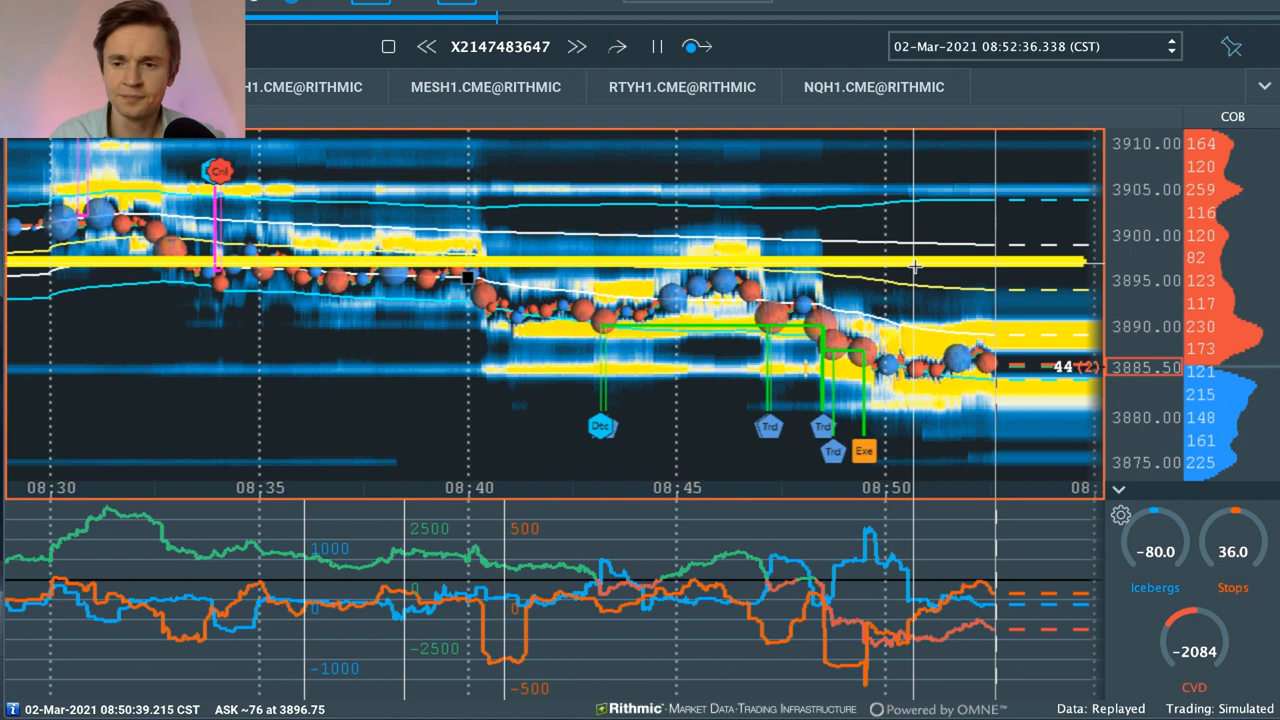 X2147483647
02-Mar-2021 08:52:36.338 (CST)
H1.CME@RITHMIC MESH1.CME@RITHMIC RTYH1.CME@RITHMIC NQH1.CME@RITHMIC
COB
3910.00 164
120
Cnl
3905.00 259
116
3900.00 120
82
3895.00 123
117
3890.00 230
173
44(2) 3885.50 121
215
3880.00 148
Dtc Trd Trd
161
Trd Exe
3875.00 225
08:30 08:35 08:40 08:45 08:50 08:
2500 500
1000
-80.0 36.0
Icebergs Stops
0
0 0
-2500
-2084
-1000
-500
CVD
02-Mar-2021 08:50:39.215 CST ASK ~76 at 3896.75 Rithmic® MARKET DATA·TRADING INFRASTRUCTURE Powered by OMNE™ Data: Replayed Trading: Simulated